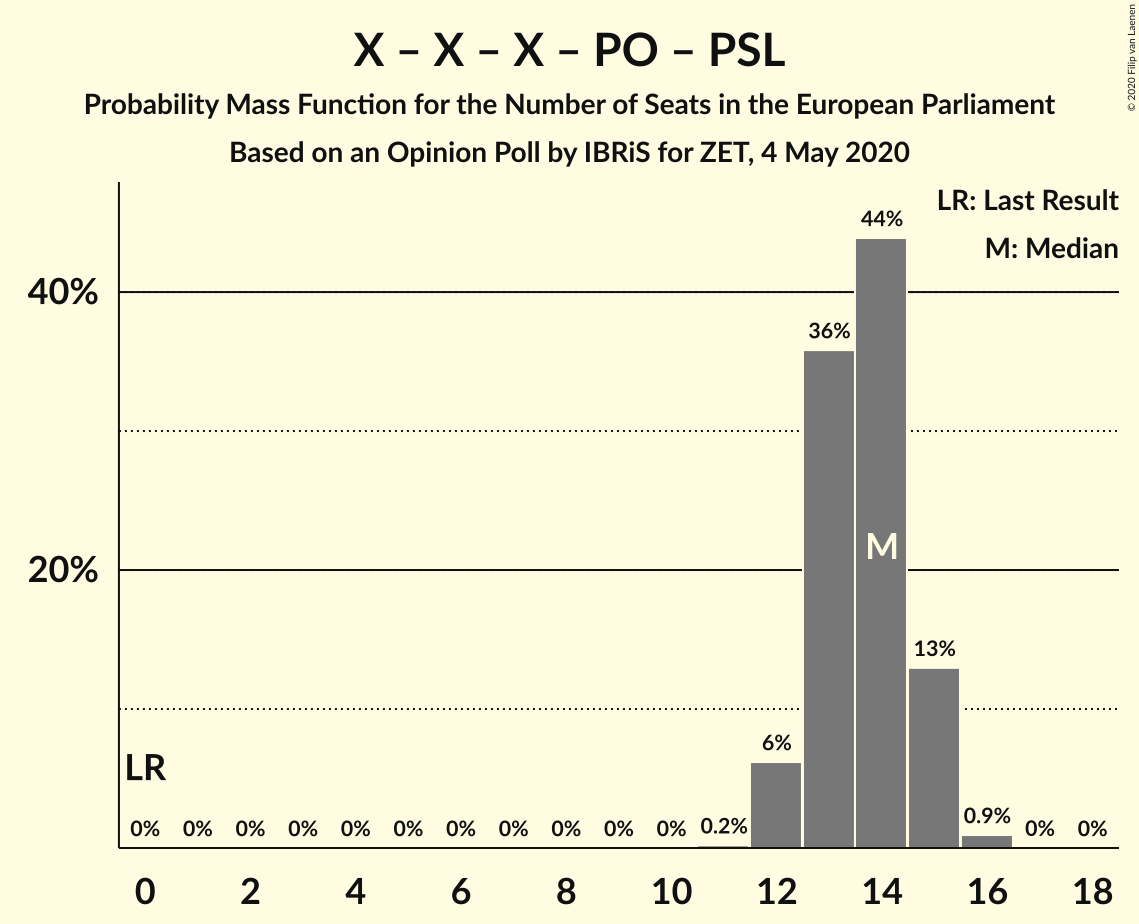 X – X – X – PO – PSL
Probability Mass Function for the Number of Seats in the European Parliament
Based on an Opinion Poll by IBRiS for ZET, 4 May 2020
© 2020 Filip van Laenen
LR: Last Result
M: Median
44%
40%
36%
M
20%
13%
6%
LR
0% 0% 0% 0% 0% 0% 0% 0% 0% 0% 0% 0.2% 0.9% 0% 0%
0 2 4 6 8 10 12 14 16 18